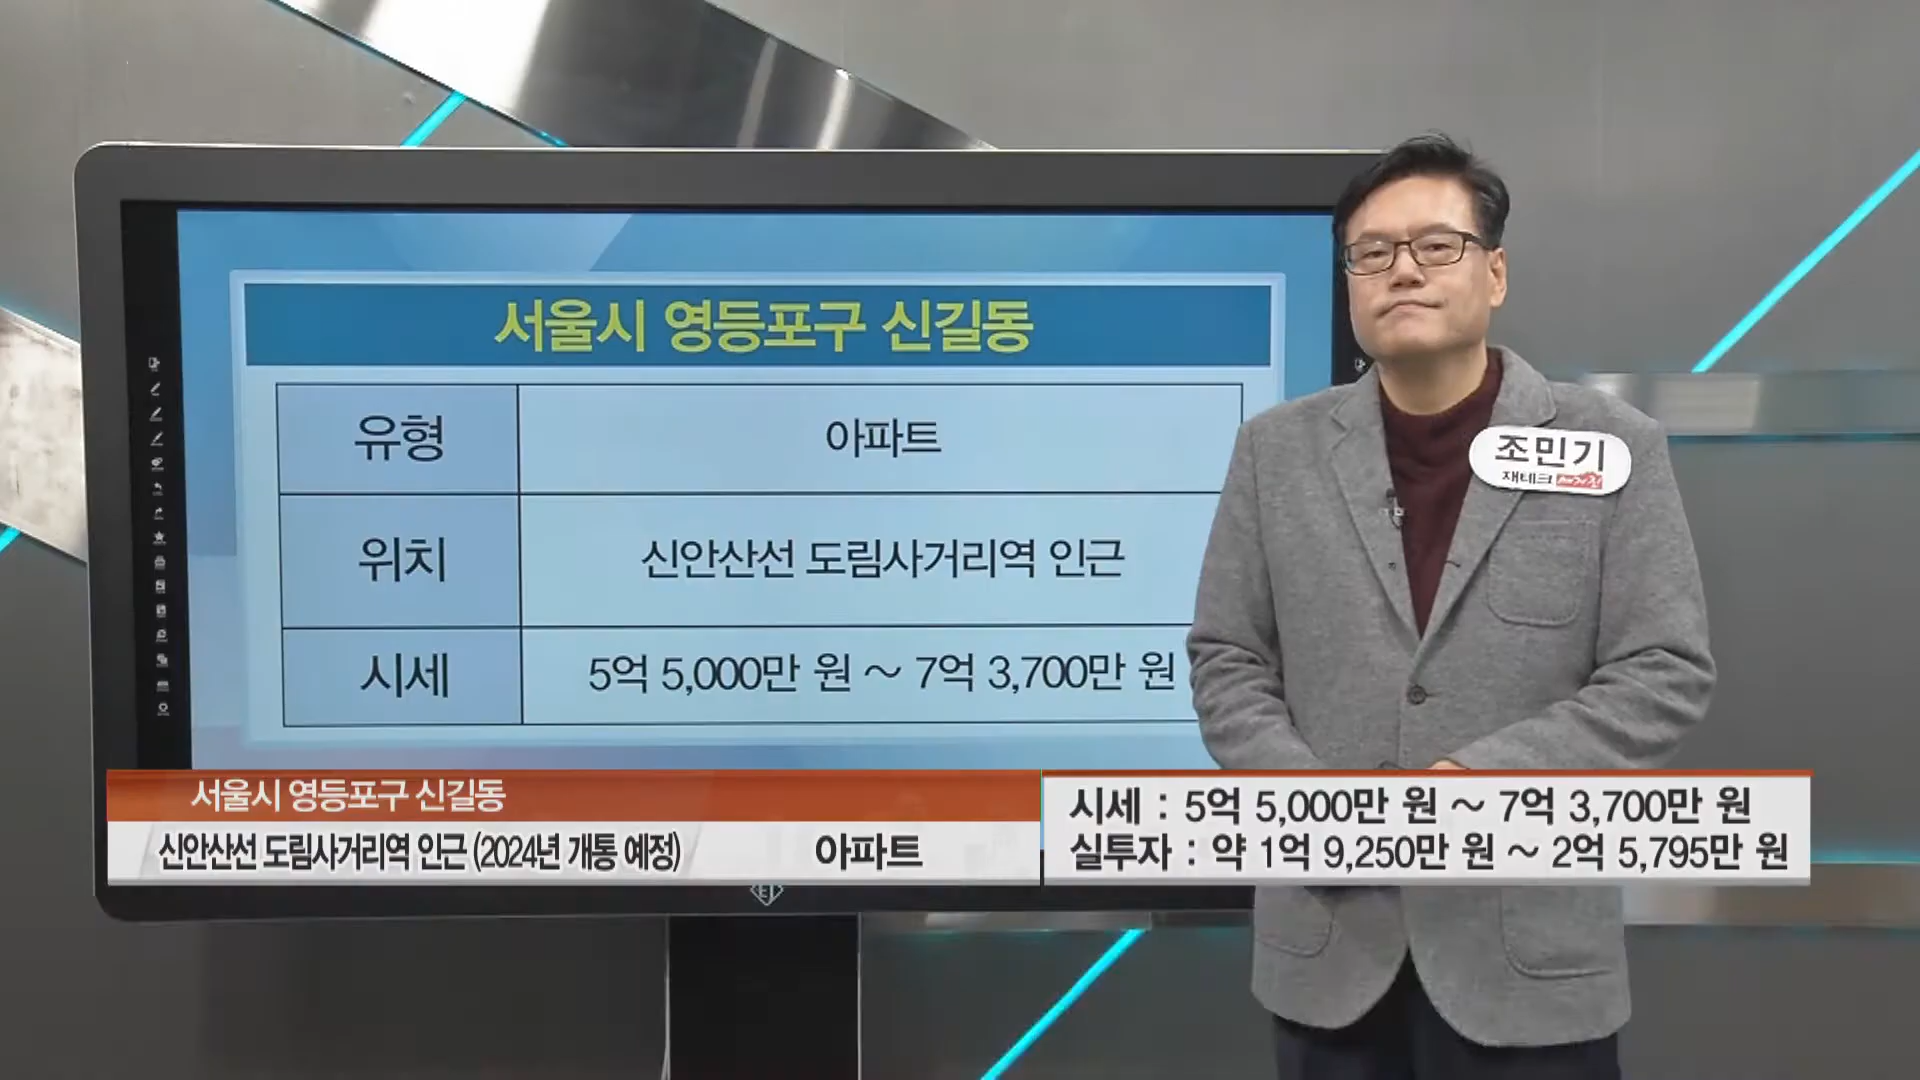 서울시 영등포구 신길동
유형 아파트
위치 신안산선 도림사거리역 인근
시세 5억 5,000만 원 ~ 7억 3,700만 원
조민기
재테크
서울시 영등포구 신길동
신안산선 도림사거리역 인근 (2024년 개통 예정) 아파트
시세 : 5억 5,000만 원 ~ 7억 3,700만 원
실투자 : 약 1억 9,250만 원 ~ 2억 5,795만 원